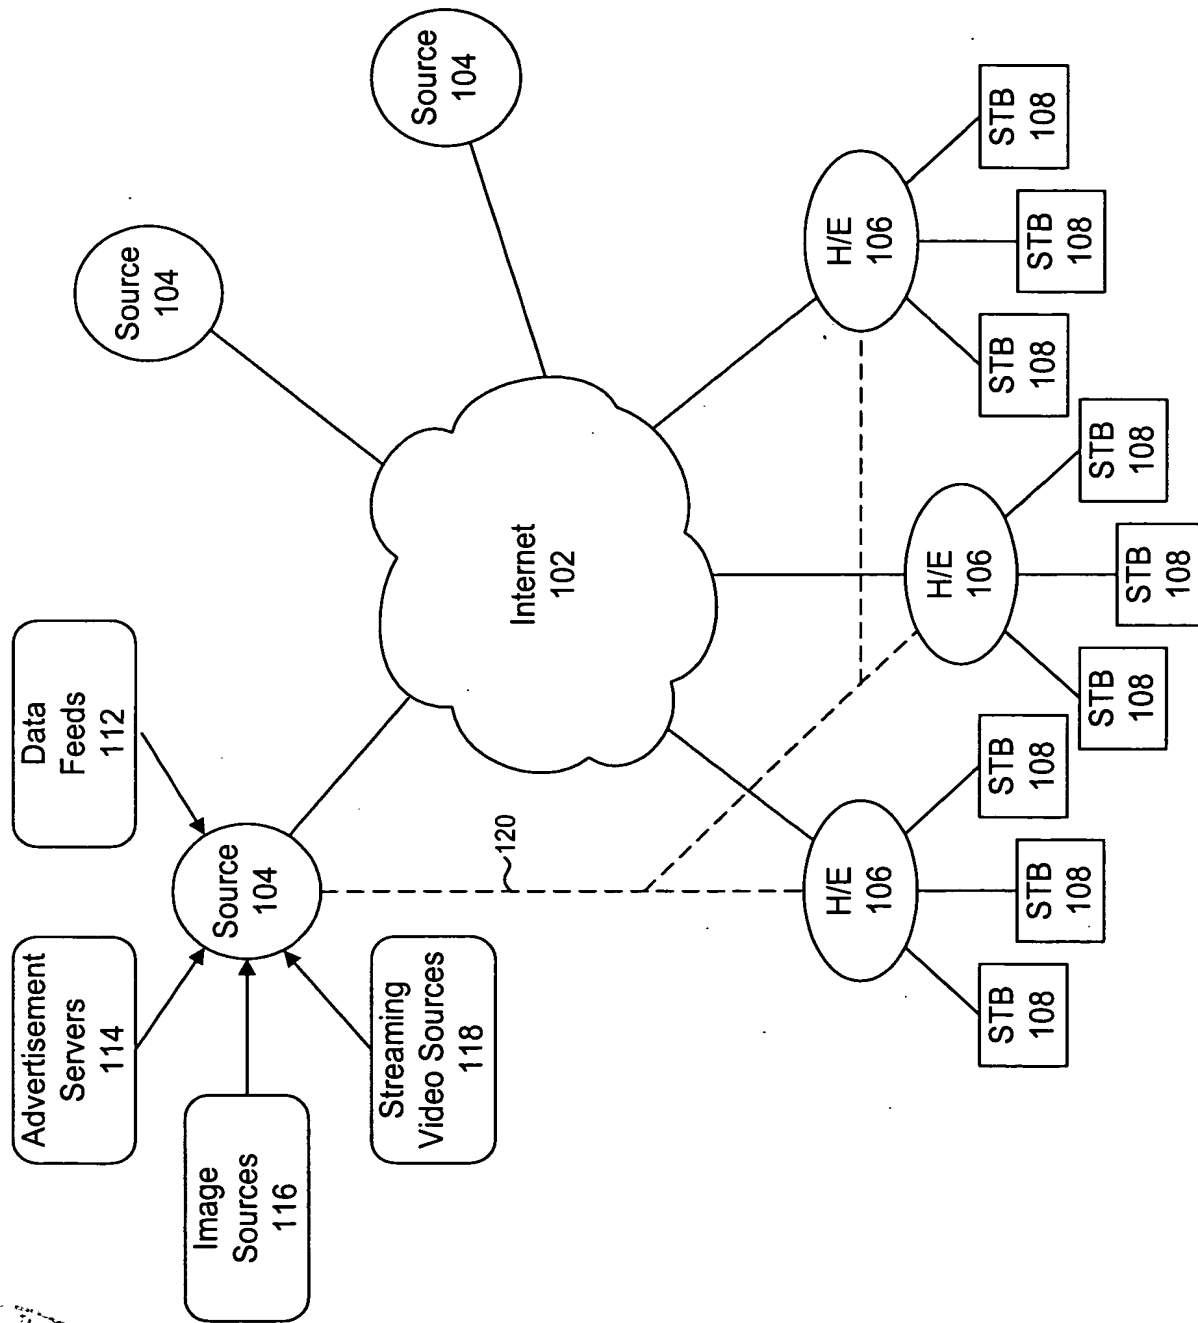 Advertisement
Servers
114
Data
Feeds
112
Image
Sources
116
Source
104
Streaming
Video Sources
118
Source
104
Source
104
120
Internet
102
H/E
106
H/E
106
H/E
106
STB
108
STB
108
STB
108
STB
108
STB
108
STB
108
STB
108
STB
108
STB
108